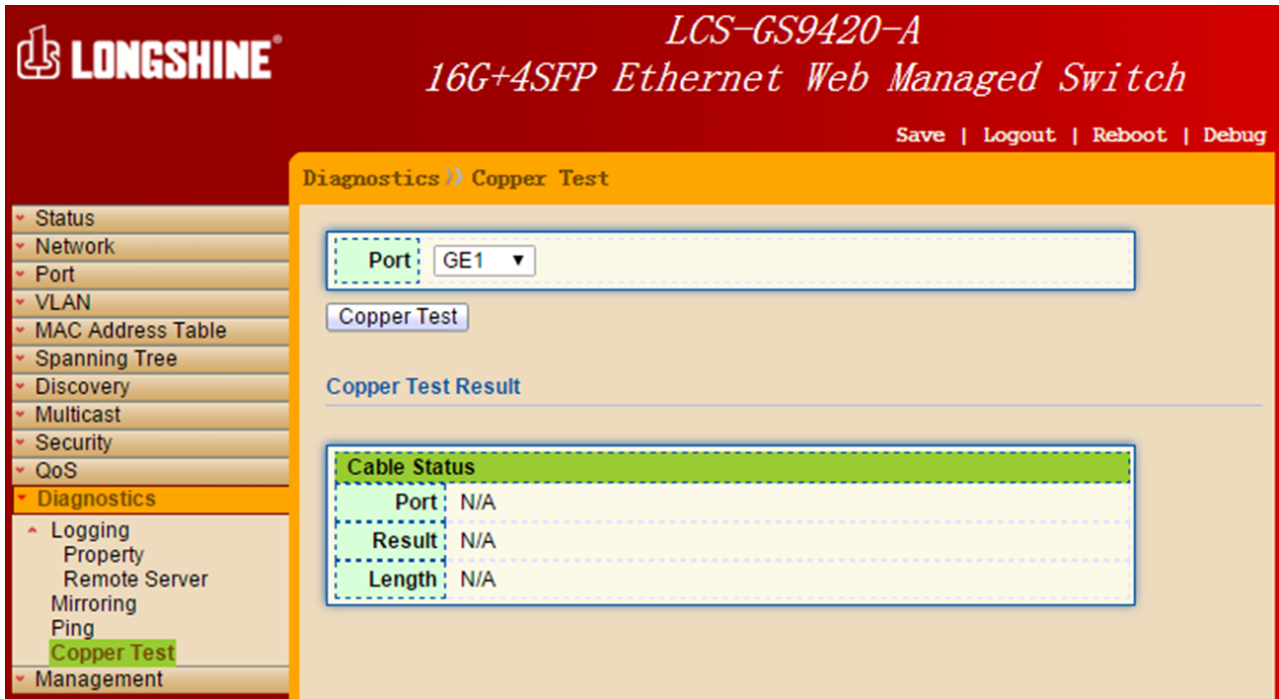 LONGSHINE®
LCS-GS9420-A
16G+4SFP Ethernet Web Managed Switch
Save | Logout | Reboot | Debug
Diagnostics » Copper Test
Status
Network
Port
VLAN
MAC Address Table
Spanning Tree
Discovery
Multicast
Security
QoS
Diagnostics
Logging
Property
Remote Server
Mirroring
Ping
Copper Test
Management
Port GE1
Copper Test
Copper Test Result
Cable Status
Port N/A
Result N/A
Length N/A